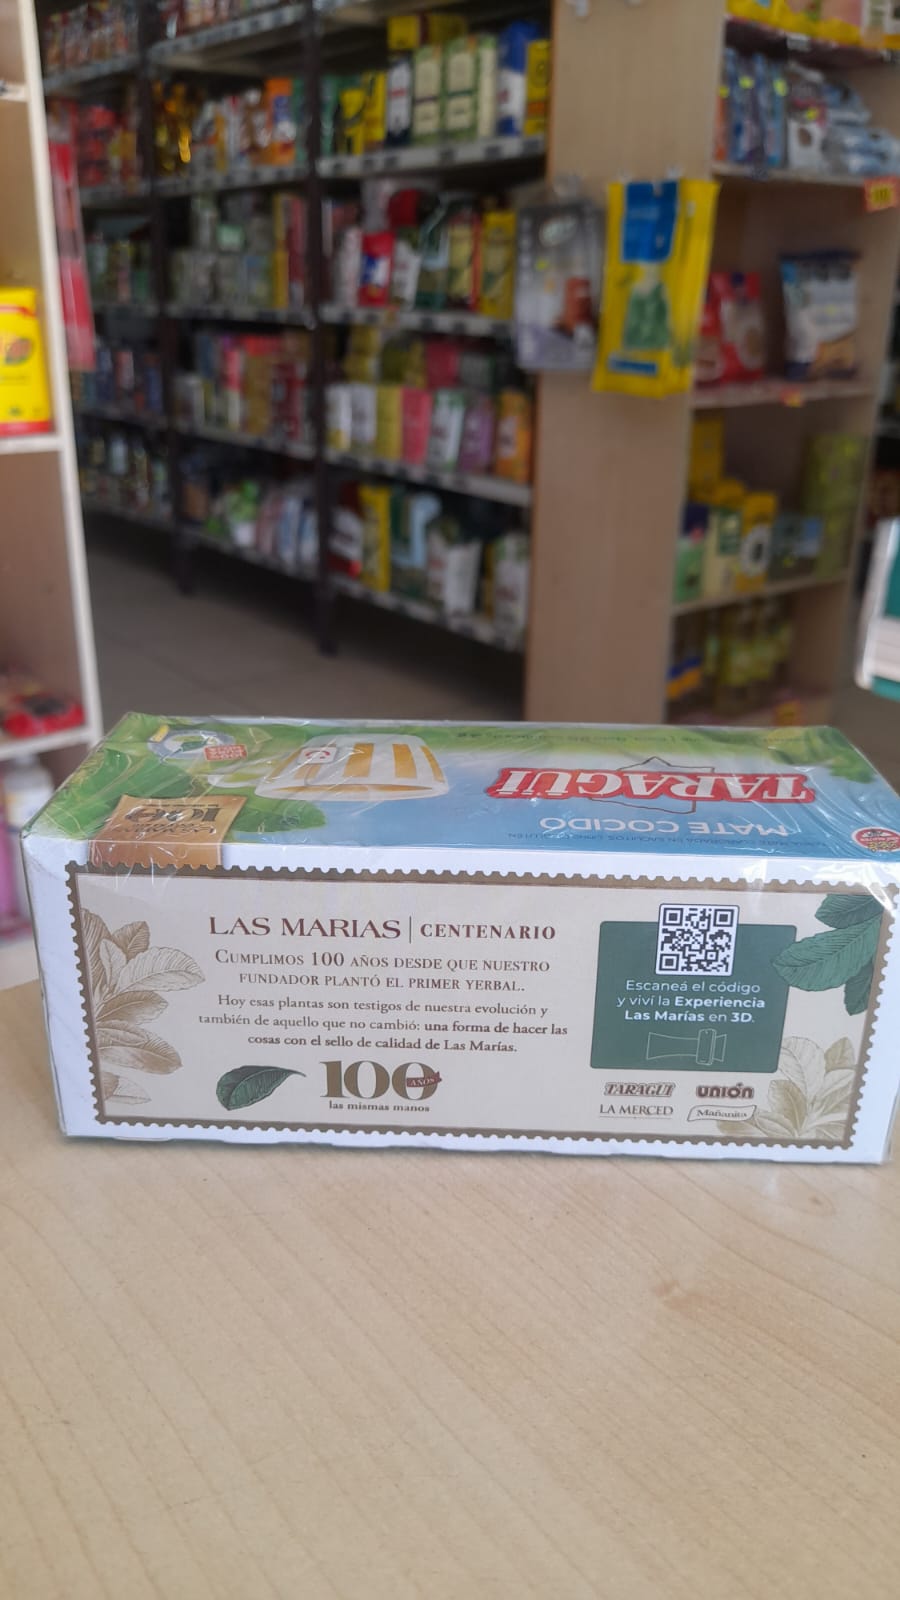 TARAGÜI
MATE COCIDO
LAS MARIAS | CENTENARIO
CUMPLIMOS 100 AÑOS DESDE QUE NUESTRO
FUNDADOR PLANTÓ EL PRIMER YERBAL.
Hoy esas plantas son testigos de nuestra evolución y
también de aquello que no cambió: una forma de hacer las
cosas con el sello de calidad de Las Marías.
100 AÑOS
las mismas manos
Escaneá el código
y viví la Experiencia
Las Marías en 3D.
TARAGUI
unión
LA MERCED
Mañanita